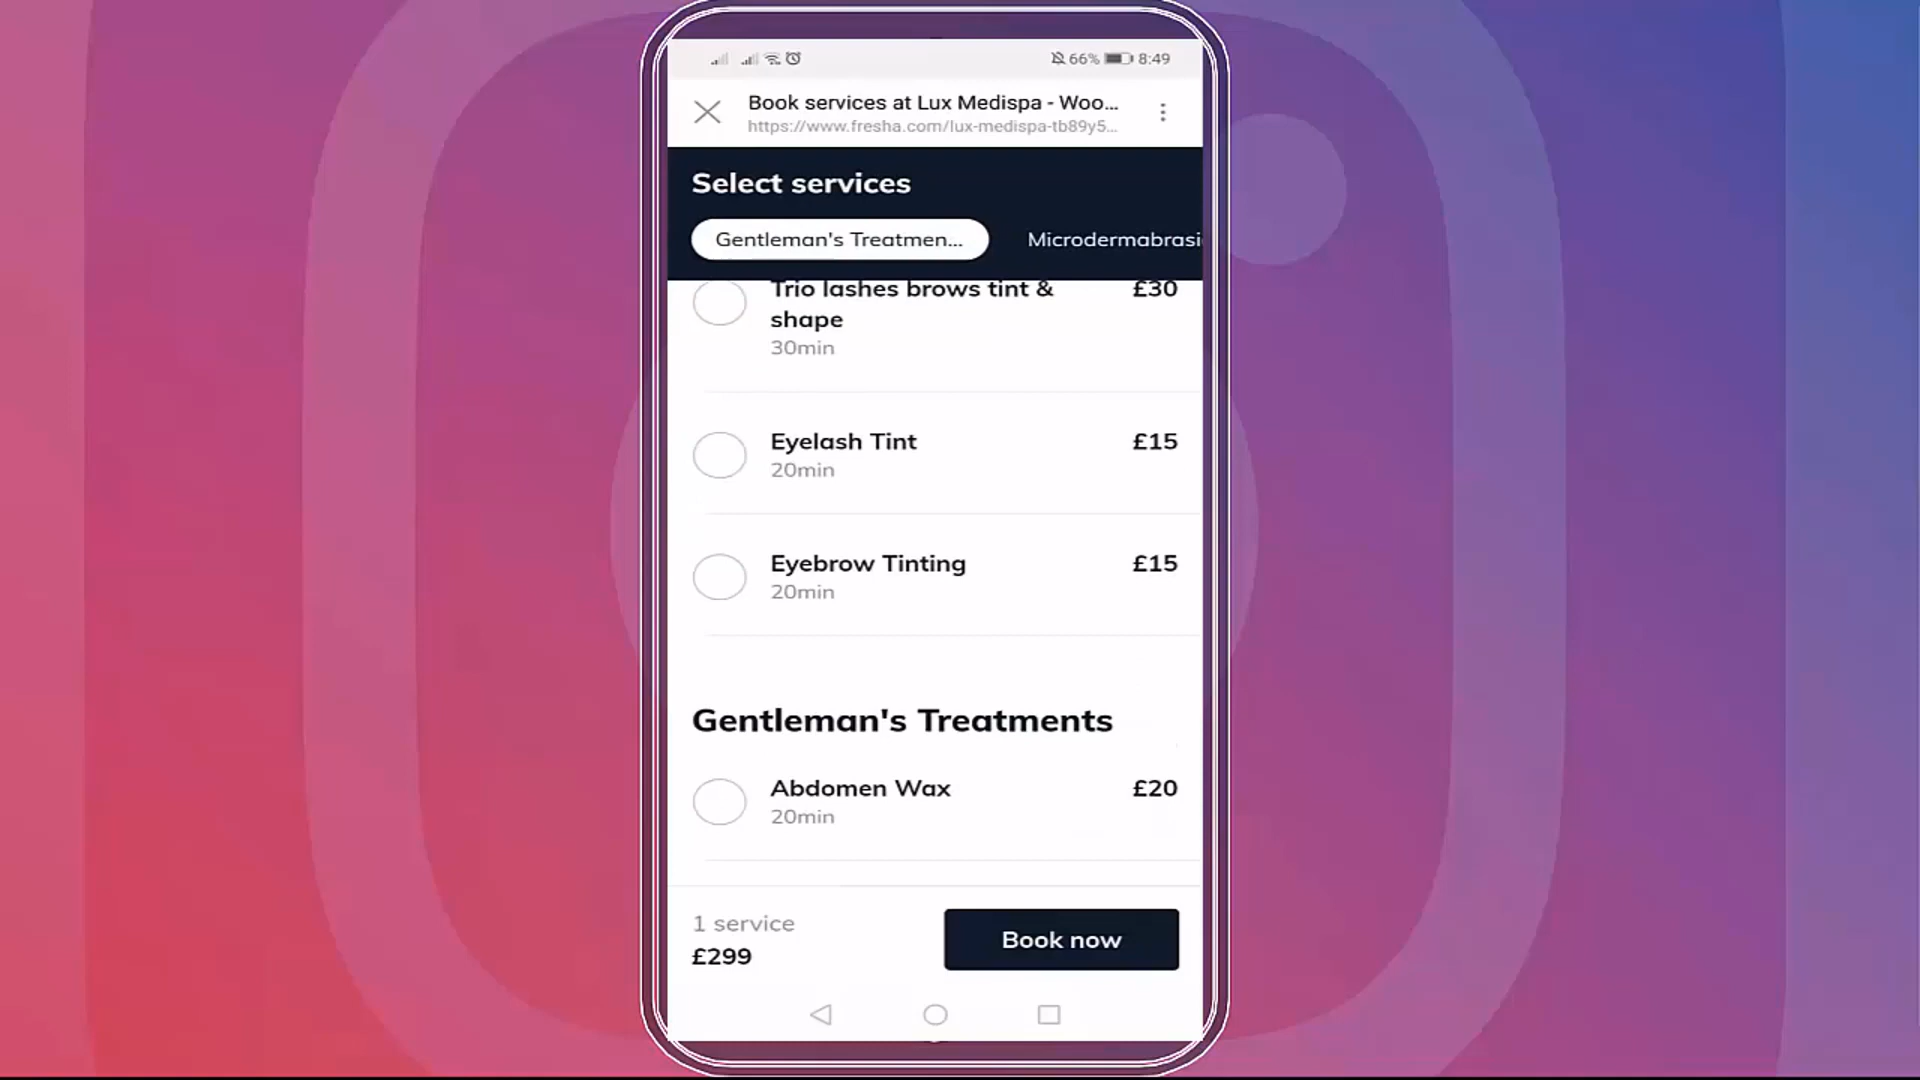 66% 8:49
Book services at Lux Medispa - Woo...
https://www.fresha.com/lux-medispa-tb89y5...
Select services
Gentleman's Treatmen... Microdermabrasi
Trio lashes brows tint & £30
shape
30min
Eyelash Tint £15
20min
Eyebrow Tinting £15
20min
Gentleman's Treatments
Abdomen Wax £20
20min
1 service
£299
Book now